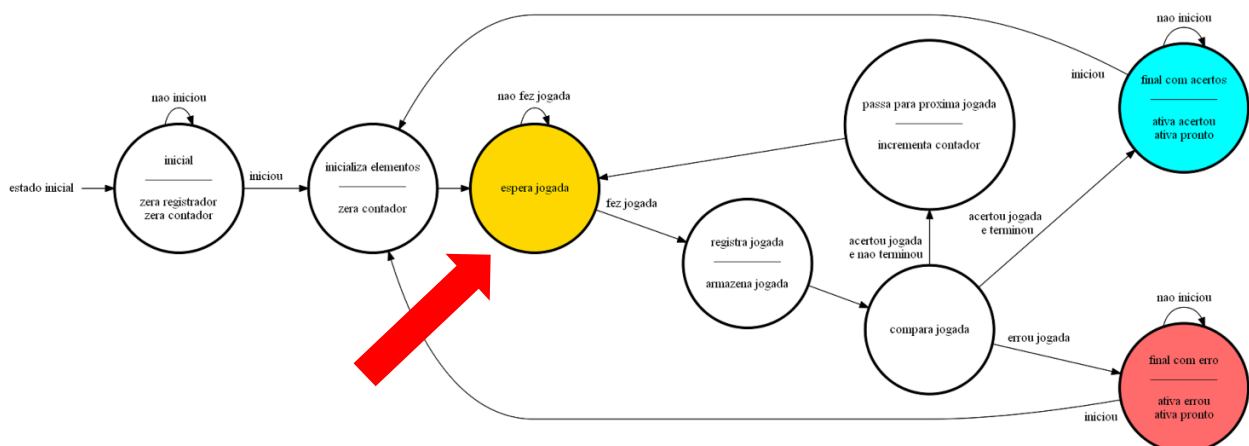 estado inicial
nao iniciou
inicial
zera registrador
zera contador
iniciou
inicializa elementos
zera contador
nao fez jogada
espera jogada
fez jogada
registra jogada
armazena jogada
compara jogada
acertou jogada
e nao terminou
passa para proxima jogada
incrementa contador
acertou jogada
e terminou
nao iniciou
final com acertos
ativa acertou
ativa pronto
iniciou
errou jogada
nao iniciou
final com erro
ativa errou
ativa pronto
iniciou